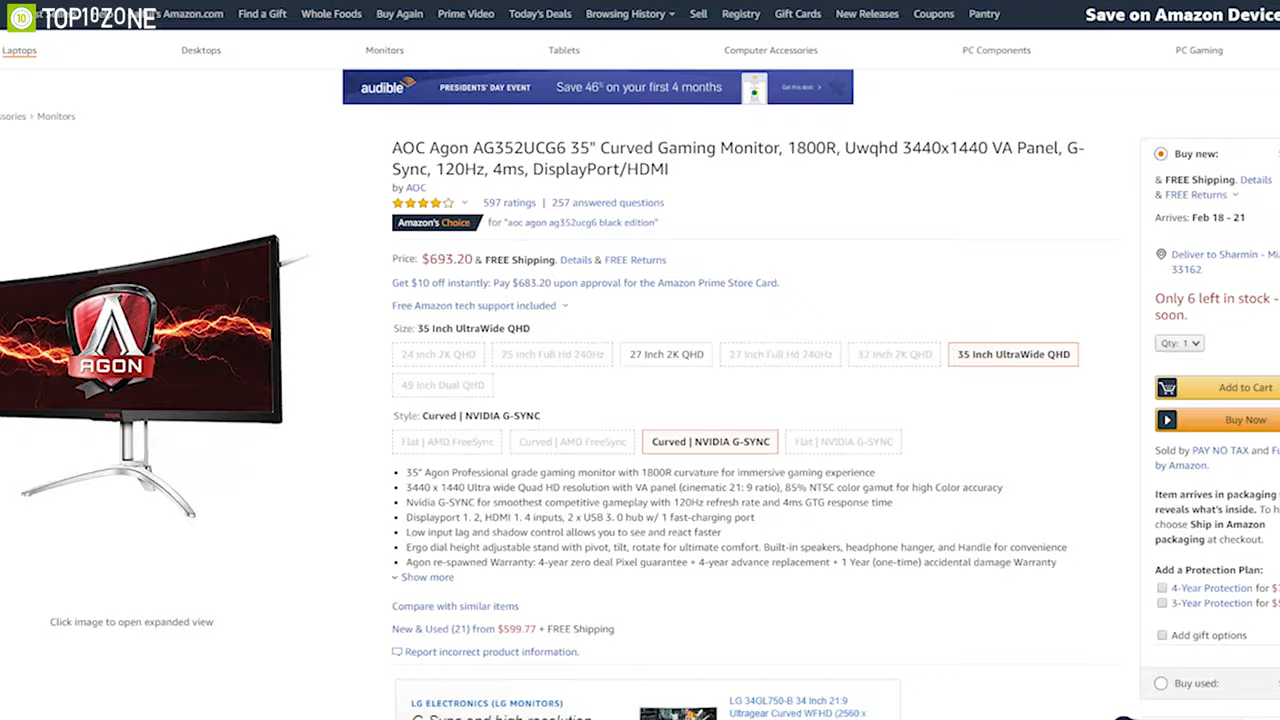 10 TOP10ZONE
's Amazon.com Find a Gift Whole Foods Buy Again Prime Video Today's Deals Browsing History Sell Registry Gift Cards New Releases Coupons Pantry
Save on Amazon Device
Laptops Desktops Monitors Tablets Computer Accessories PC Components PC Gaming
audible PRESIDENTS' DAY EVENT Save 46% on your first 4 months Get this deal >
ssories › Monitors
AOC Agon AG352UCG6 35" Curved Gaming Monitor, 1800R, Uwqhd 3440x1440 VA Panel, G-
Sync, 120Hz, 4ms, DisplayPort/HDMI
by AOC
597 ratings | 257 answered questions
Amazon's Choice for "aoc agon ag352ucg6 black edition"
Price: $693.20 & FREE Shipping. Details & FREE Returns
Get $10 off instantly: Pay $683.20 upon approval for the Amazon Prime Store Card.
Free Amazon tech support included
Size: 35 Inch UltraWide QHD
24 Inch 2K QHD 25 Inch Full Hd 240Hz 27 Inch 2K QHD 27 Inch Full Hd 240Hz 32 Inch 2K QHD 35 Inch UltraWide QHD
49 Inch Dual QHD
Style: Curved | NVIDIA G-SYNC
Flat | AMD FreeSync Curved | AMD FreeSync Curved | NVIDIA G-SYNC Flat | NVIDIA G-SYNC
• 35" Agon Professional grade gaming monitor with 1800R curvature for immersive gaming experience
• 3440 x 1440 Ultra wide Quad HD resolution with VA panel (cinematic 21: 9 ratio), 85% NTSC color gamut for high Color accuracy
• Nvidia G-SYNC for smoothest competitive gameplay with 120Hz refresh rate and 4ms GTG response time
• Displayport 1. 2, HDMI 1. 4 inputs, 2 x USB 3. 0 hub w/ 1 fast-charging port
• Low input lag and shadow control allows you to see and react faster
• Ergo dial height adjustable stand with pivot, tilt, rotate for ultimate comfort. Built-in speakers, headphone hanger, and Handle for convenience
• Agon re-spawned Warranty: 4-year zero deal Pixel guarantee + 4-year advance replacement + 1 Year (one-time) accidental damage Warranty
Show more
Compare with similar items
New & Used (21) from $599.77 + FREE Shipping
Report incorrect product information.
AGON
Click image to open expanded view
LG ELECTRONICS (LG MONITORS)
G-Sync and high resolution
LG 34GL750-B 34 Inch 21:9
Ultragear Curved WFHD (2560 x
Buy new:
& FREE Shipping. Details
& FREE Returns
Arrives: Feb 18 - 21
Deliver to Sharmin - Mi
33162
Only 6 left in stock -
soon.
Qty: 1
Add to Cart
Buy Now
Sold by PAY NO TAX and Fu
by Amazon.
Item arrives in packaging
reveals what's inside. To h
choose Ship in Amazon
packaging at checkout.
Add a Protection Plan:
4-Year Protection for $7
3-Year Protection for $5
Add gift options
Buy used: